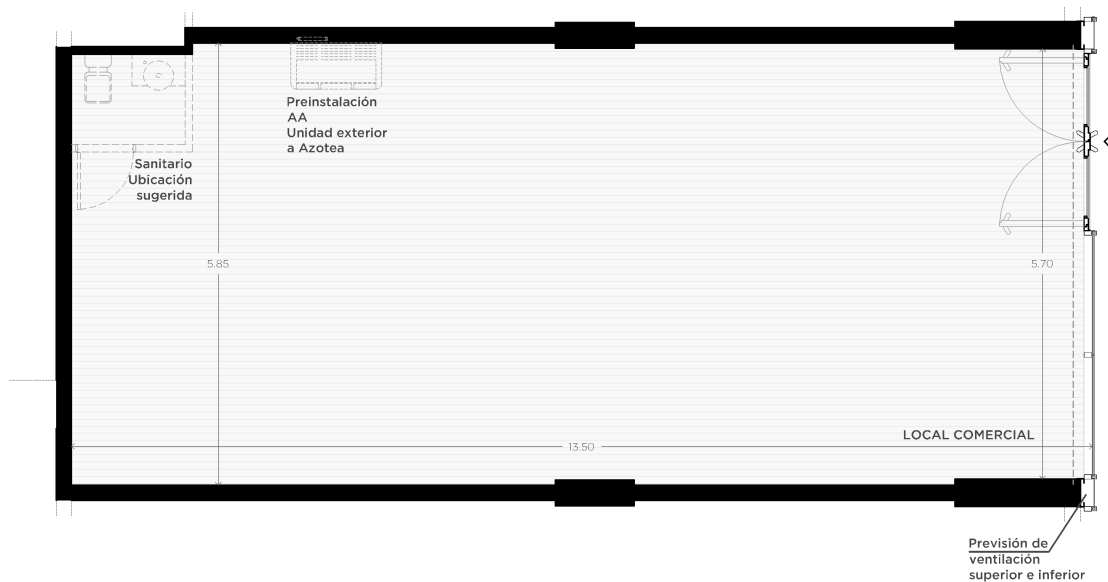 Preinstalación
AA
Unidad exterior
a Azotea
Sanitario
Ubicación
sugerida
5.85
5.70
LOCAL COMERCIAL
13.50
Previsión de
ventilación
superior e inferior